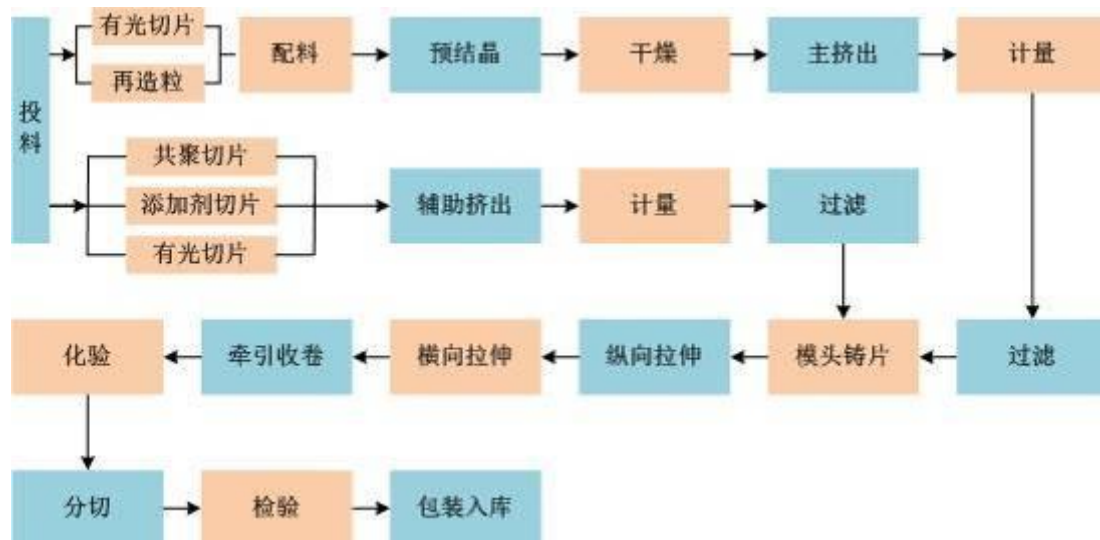 投料
有光切片
再造粒
配料
预结晶
干燥
主挤出
计量
共聚切片
添加剂切片
有光切片
辅助挤出
计量
过滤
过滤
模头铸片
纵向拉伸
横向拉伸
牵引收卷
化验
分切
检验
包装入库